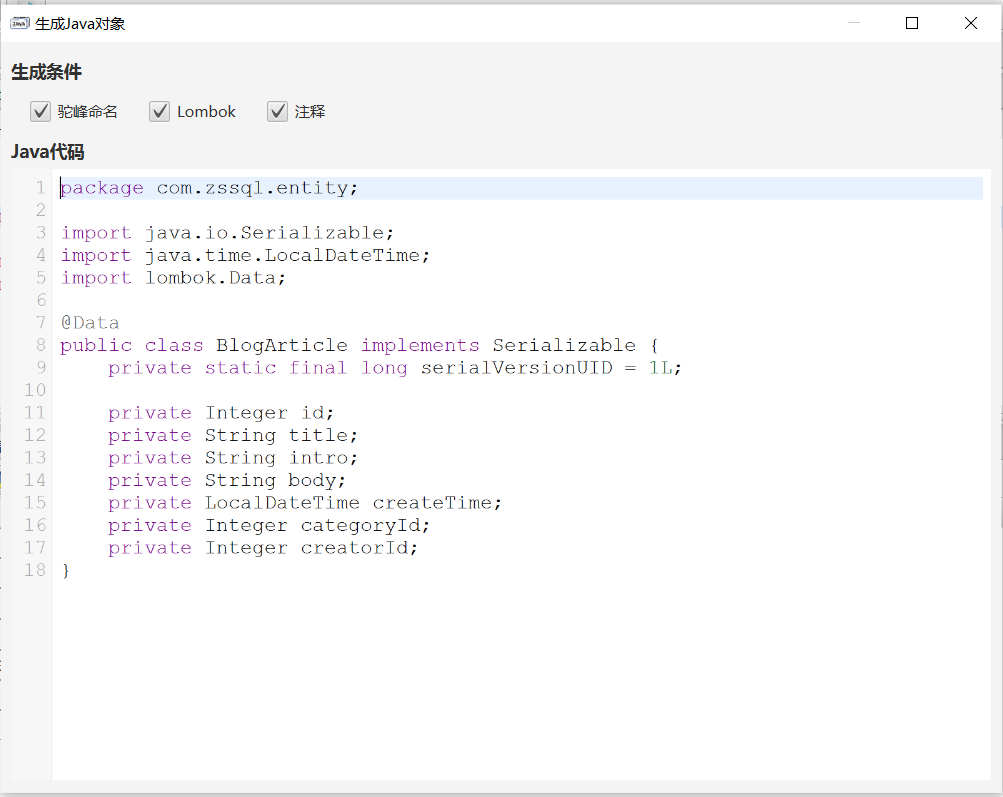 生成Java对象
生成条件
驼峰命名 Lombok 注释
Java代码
1 package com.zssql.entity;
2
3 import java.io.Serializable;
4 import java.time.LocalDateTime;
5 import lombok.Data;
6
7 @Data
8 public class BlogArticle implements Serializable {
9     private static final long serialVersionUID = 1L;
10
11     private Integer id;
12     private String title;
13     private String intro;
14     private String body;
15     private LocalDateTime createTime;
16     private Integer categoryId;
17     private Integer creatorId;
18 }